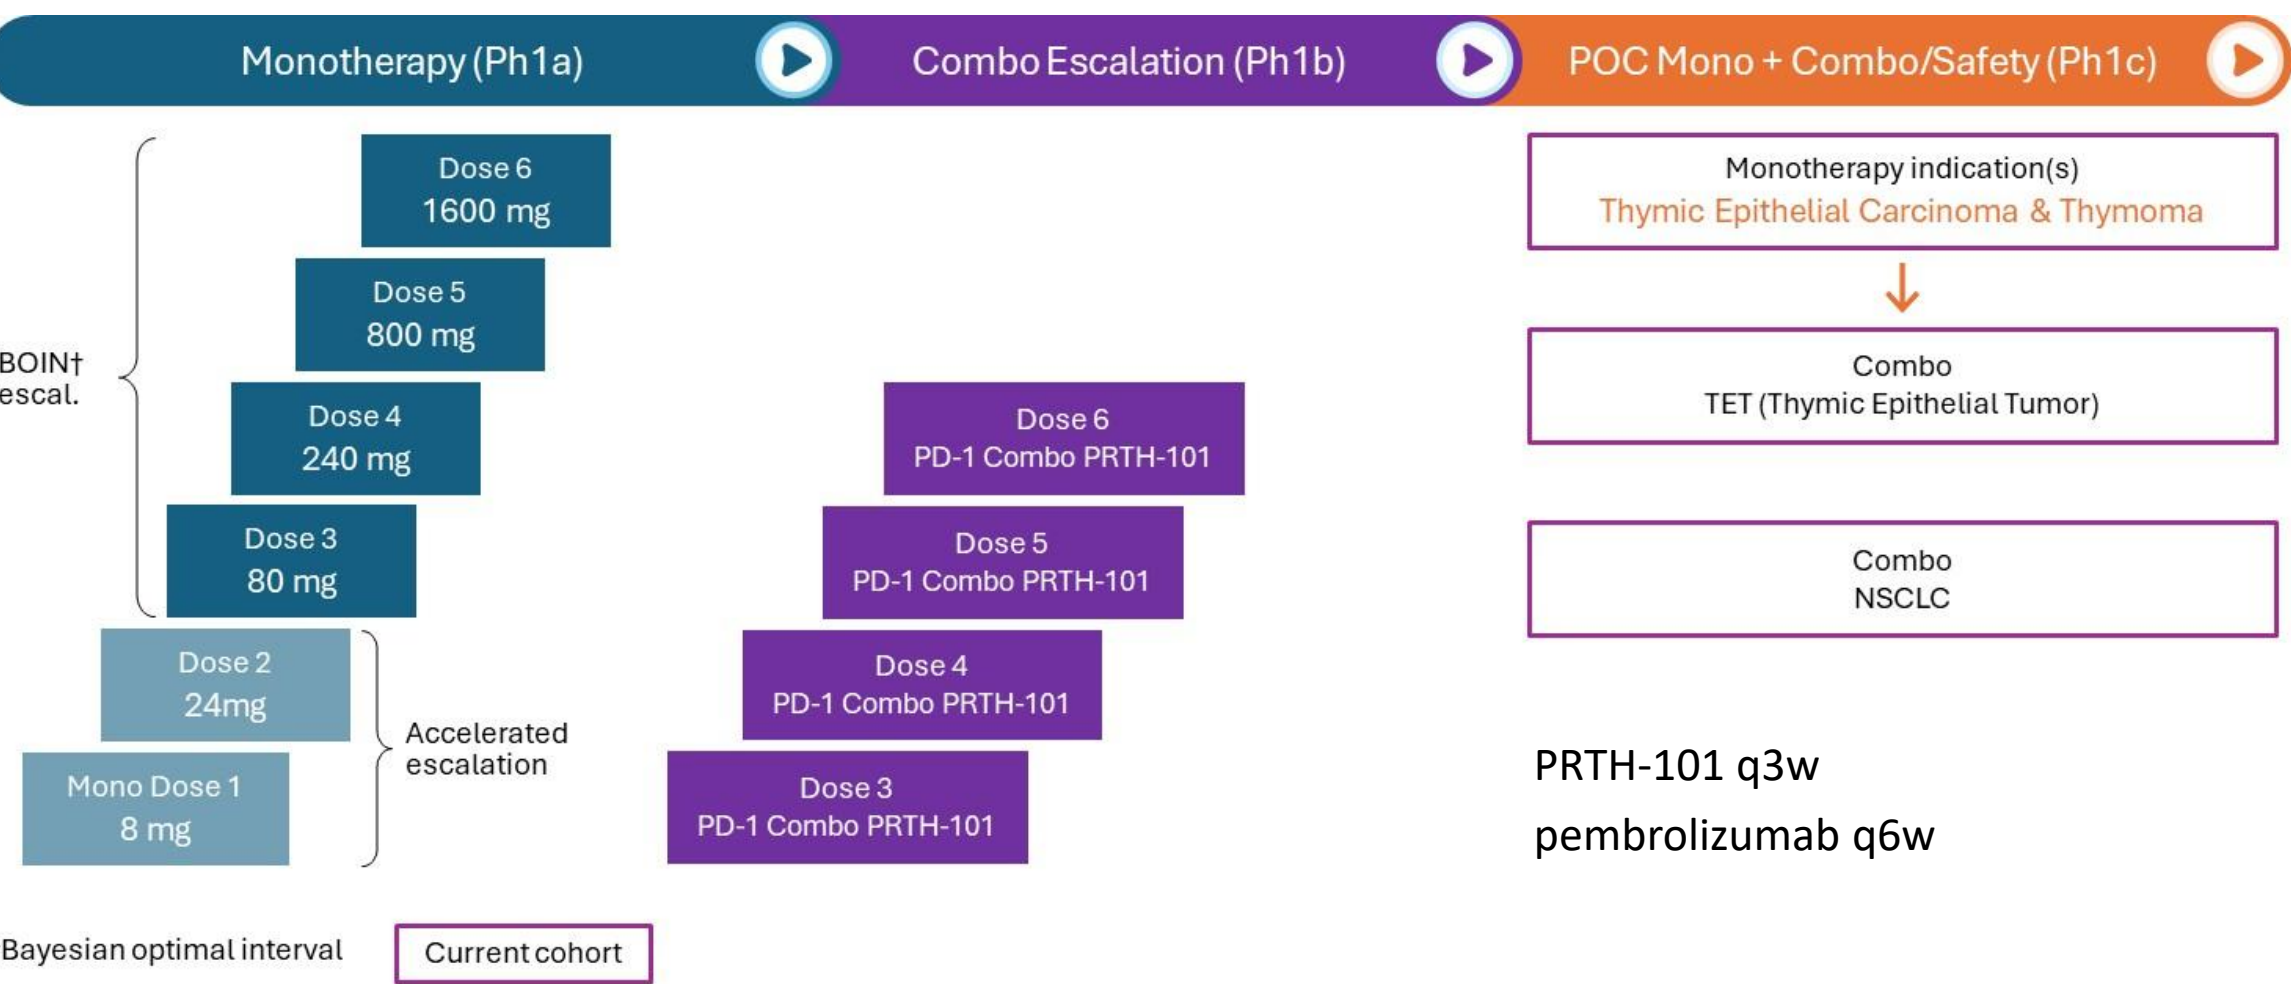 Monotherapy (Ph1a)
Combo Escalation (Ph1b)
POC Mono + Combo/Safety (Ph1c)
Dose 6
1600 mg
Dose 5
800 mg
Dose 4
240 mg
Dose 3
80 mg
Dose 2
24mg
Mono Dose 1
8 mg
BOIN†
escal.
Accelerated
escalation
Dose 6
PD-1 Combo PRTH-101
Dose 5
PD-1 Combo PRTH-101
Dose 4
PD-1 Combo PRTH-101
Dose 3
PD-1 Combo PRTH-101
Monotherapy indication(s)
Thymic Epithelial Carcinoma & Thymoma
Combo
TET (Thymic Epithelial Tumor)
Combo
NSCLC
PRTH-101 q3w
pembrolizumab q6w
Bayesian optimal interval
Current cohort